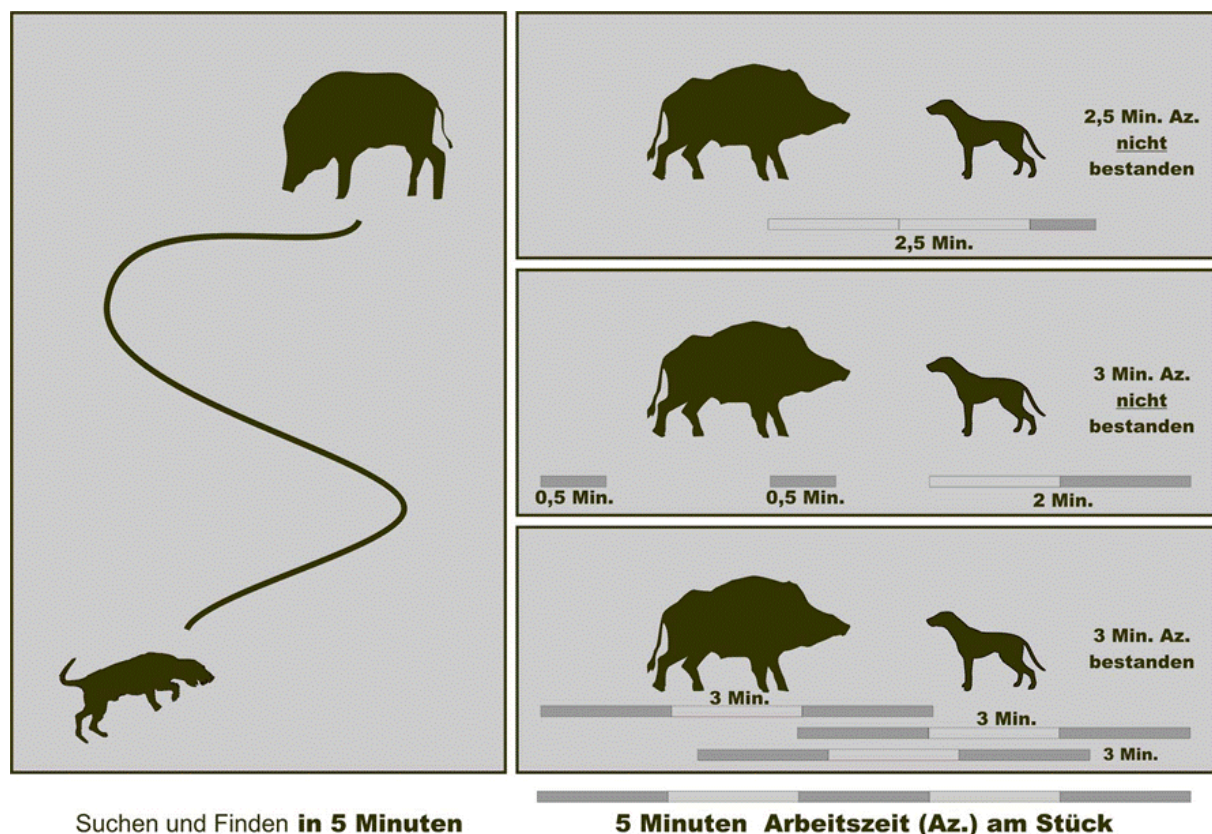 2,5 Min. Az.
nicht
bestanden
2,5 Min.
3 Min. Az.
nicht
bestanden
0,5 Min.
0,5 Min.
2 Min.
3 Min. Az.
bestanden
3 Min.
3 Min.
3 Min.
Suchen und Finden in 5 Minuten
5 Minuten Arbeitszeit (Az.) am Stück